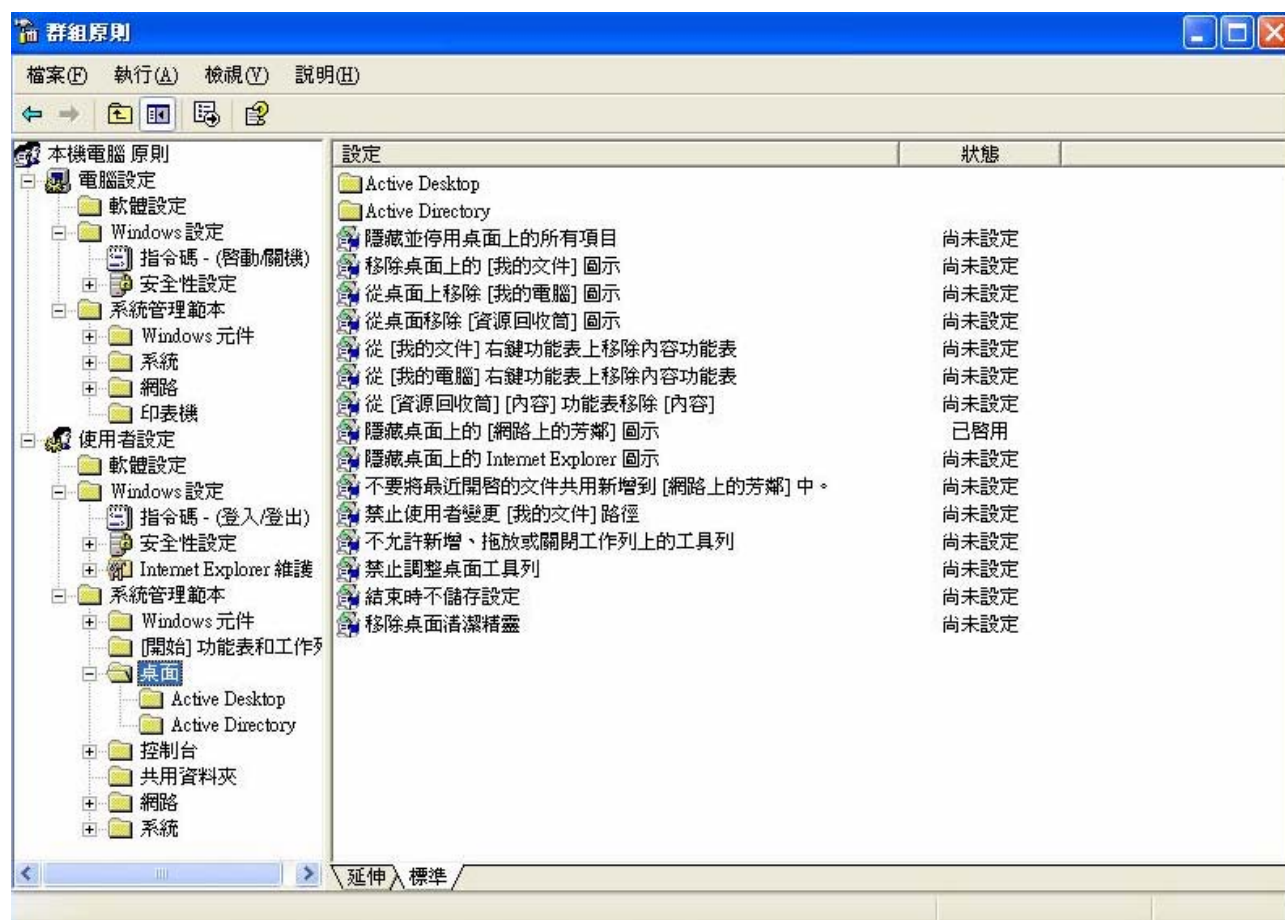 群組原則
檔案(F) 執行(A) 檢視(V) 說明(H)
本機電腦 原則
電腦設定
軟體設定
Windows 設定
指令碼 - (啓動/關機)
安全性設定
系統管理範本
Windows 元件
系統
網路
印表機
使用者設定
軟體設定
Windows 設定
指令碼 - (登入/登出)
安全性設定
Internet Explorer 維護
系統管理範本
Windows 元件
[開始] 功能表和工作列
桌面
Active Desktop
Active Directory
控制台
共用資料夾
網路
系統
設定 狀態
Active Desktop
Active Directory
隱藏並停用桌面上的所有項目 尚未設定
移除桌面上的 [我的文件] 圖示 尚未設定
從桌面上移除 [我的電腦] 圖示 尚未設定
從桌面移除 [資源回收筒] 圖示 尚未設定
從 [我的文件] 右鍵功能表上移除內容功能表 尚未設定
從 [我的電腦] 右鍵功能表上移除內容功能表 尚未設定
從 [資源回收筒] [內容] 功能表移除 [內容] 尚未設定
隱藏桌面上的 [網路上的芳鄰] 圖示 已啓用
隱藏桌面上的 Internet Explorer 圖示 尚未設定
不要將最近開啓的文件共用新增到 [網路上的芳鄰] 中。 尚未設定
禁止使用者變更 [我的文件] 路徑 尚未設定
不允許新增、拖放或關閉工作列上的工具列 尚未設定
禁止調整桌面工具列 尚未設定
結束時不儲存設定 尚未設定
移除桌面清潔精靈 尚未設定
延伸 標準